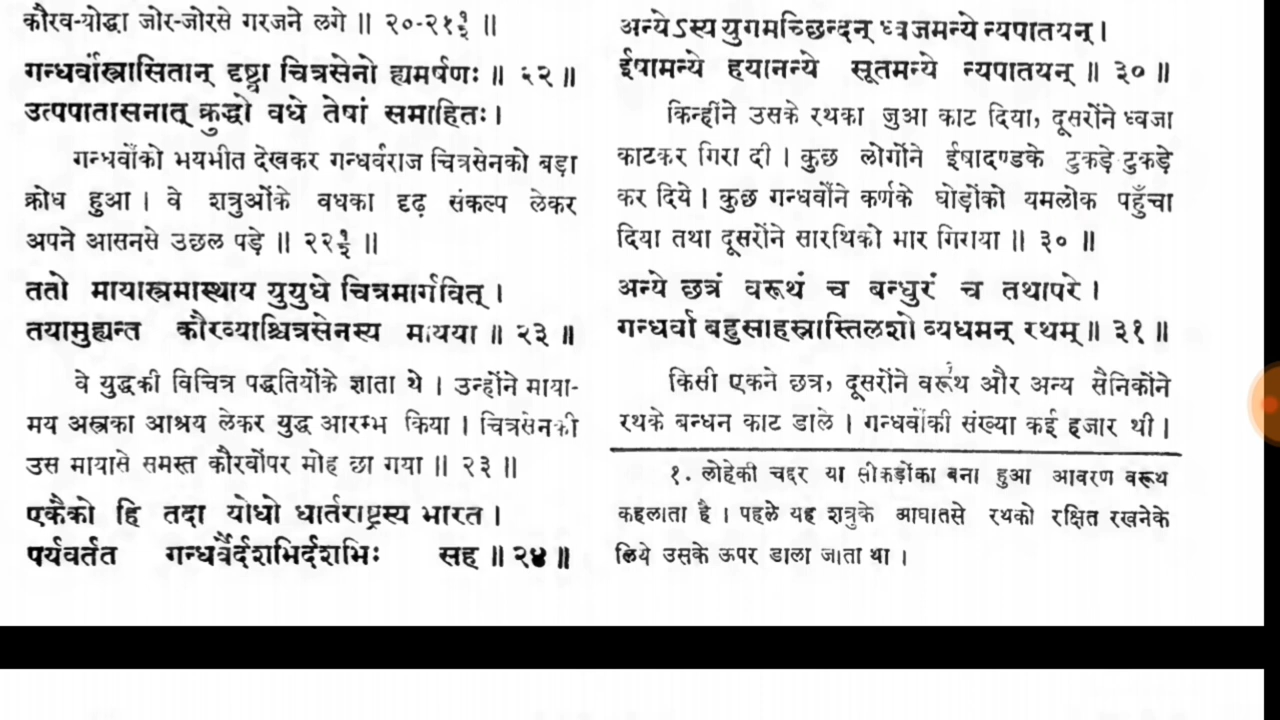 कौरव-योद्धा जोर-जोरसे गरजने लगे ॥ २०-२१½ ॥
गन्धर्वांस्त्रासितान् दृष्ट्वा चित्रसेनो ह्यमर्षणः ॥ २२ ॥
उत्पपातासनात् क्रुद्धो वधे तेषां समाहितः ।
गन्धर्वोंको भयभीत देखकर गन्धर्वराज चित्रसेनको बड़ा
क्रोध हुआ । वे शत्रुओंके वधका दृढ़ संकल्प लेकर
अपने आसनसे उछल पड़े ॥ २२½ ॥
ततो मायास्त्रमास्थाय युयुधे चित्रमार्गवित् ।
तयामुह्यन्त कौरव्याश्चित्रसेनस्य मायया ॥ २३ ॥
वे युद्धकी विचित्र पद्धतियोंके ज्ञाता थे । उन्होंने माया-
मय अस्त्रका आश्रय लेकर युद्ध आरम्भ किया । चित्रसेनकी
उस मायासे समस्त कौरवोंपर मोह छा गया ॥ २३ ॥
एकैको हि तदा योधो धार्तराष्ट्रस्य भारत ।
पर्यवर्तत गन्धर्वैर्दशभिर्दशभिः सह ॥ २४ ॥
अन्येऽस्य युगमच्छिन्दन् ध्वजमन्ये न्यपातयन् ।
ईषामन्ये हयानन्ये सूतमन्ये न्यपातयन् ॥ ३० ॥
किन्हींने उसके रथका जुआ काट दिया, दूसरोंने ध्वजा
काटकर गिरा दी । कुछ लोगोंने ईषादण्डके टुकड़े-टुकड़े
कर दिये । कुछ गन्धर्वोंने कर्णके घोड़ोंको यमलोक पहुँचा
दिया तथा दूसरोंने सारथिको मार गिराया ॥ ३० ॥
अन्ये छत्रं वरूथं च बन्धुरं च तथापरे ।
गन्धर्वा बहुसाहस्रास्तिलशो व्यधमन् रथम् ॥ ३१ ॥
किसी एकने छत्र, दूसरोंने वरूथ१ और अन्य सैनिकोंने
रथके बन्धन काट डाले । गन्धर्वोंकी संख्या कई हजार थी ।
१. लोहेकी चद्दर या सीकड़ोंका बना हुआ आवरण वरूथ
कहलाता है । पहले यह शत्रुके आघातसे रथको रक्षित रखनेके
लिये उसके ऊपर डाला जाता था ।